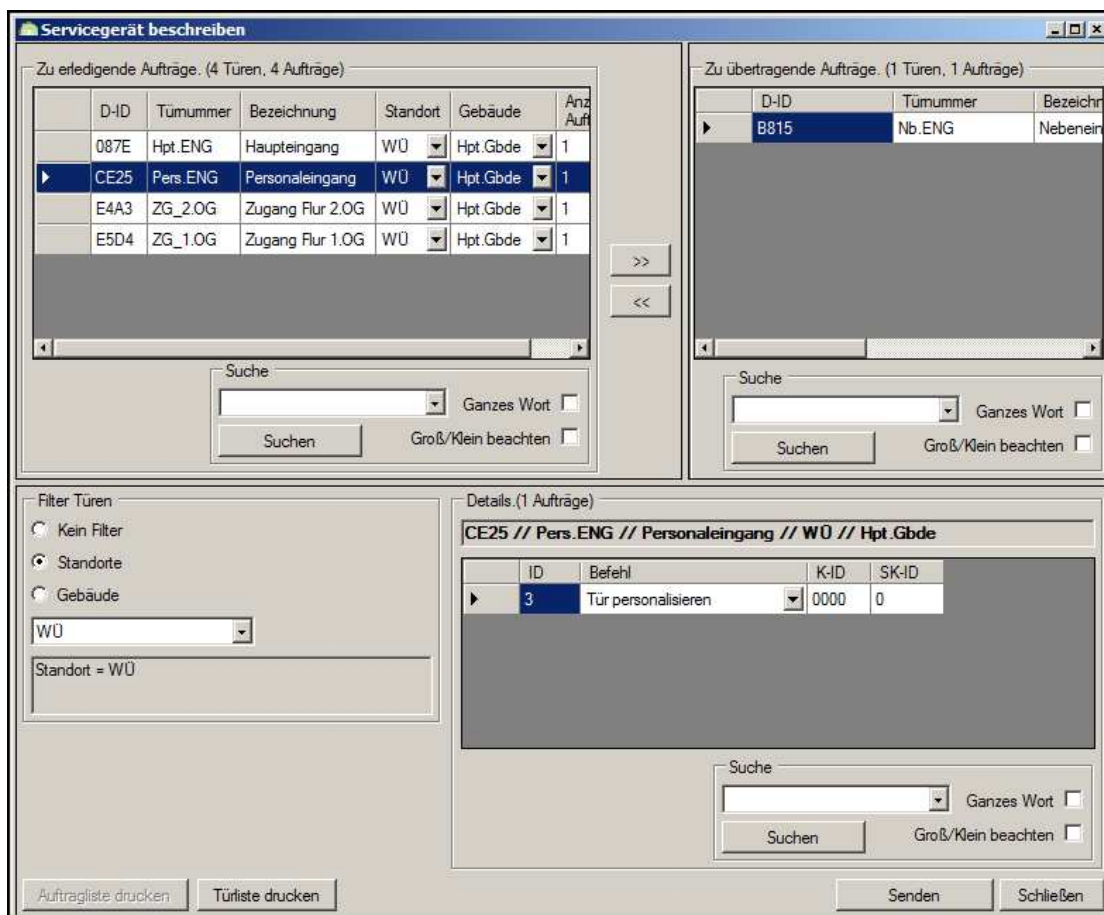 Servicegerät beschreiben
Zu erledigende Aufträge. (4 Türen, 4 Aufträge)
D-ID Türnummer Bezeichnung Standort Gebäude Anz Auft
087E Hpt.ENG Haupteingang WÜ Hpt.Gbde 1
CE25 Pers.ENG Personaleingang WÜ Hpt.Gbde 1
E4A3 ZG_2.OG Zugang Flur 2.OG WÜ Hpt.Gbde 1
E5D4 ZG_1.OG Zugang Flur 1.OG WÜ Hpt.Gbde 1
Suche
Ganzes Wort
Suchen Groß/Klein beachten
>>
<<
Zu übertragende Aufträge. (1 Türen, 1 Aufträge)
D-ID Türnummer Bezeichn
B815 Nb.ENG Nebenein
Suche
Ganzes Wort
Suchen Groß/Klein beachten
Filter Türen
Kein Filter
Standorte
Gebäude
WÜ
Standort = WÜ
Details.(1 Aufträge)
CE25 // Pers.ENG // Personaleingang // WÜ // Hpt.Gbde
ID Befehl K-ID SK-ID
3 Tür personalisieren 0000 0
Suche
Ganzes Wort
Suchen Groß/Klein beachten
Auftragliste drucken Türliste drucken Senden Schließen